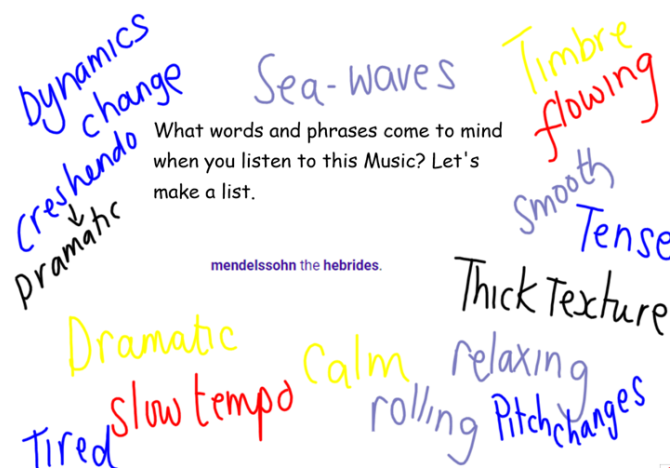 Dynamics
change
Sea-waves
Timbre
flowing
What words and phrases come to mind
when you listen to this Music? Let's
make a list.
creshendo
↓
Dramatic
smooth
Tense
mendelssohn the hebrides.
Thick Texture
Dramatic
calm
relaxing
slow tempo
rolling
Pitch changes
Tired